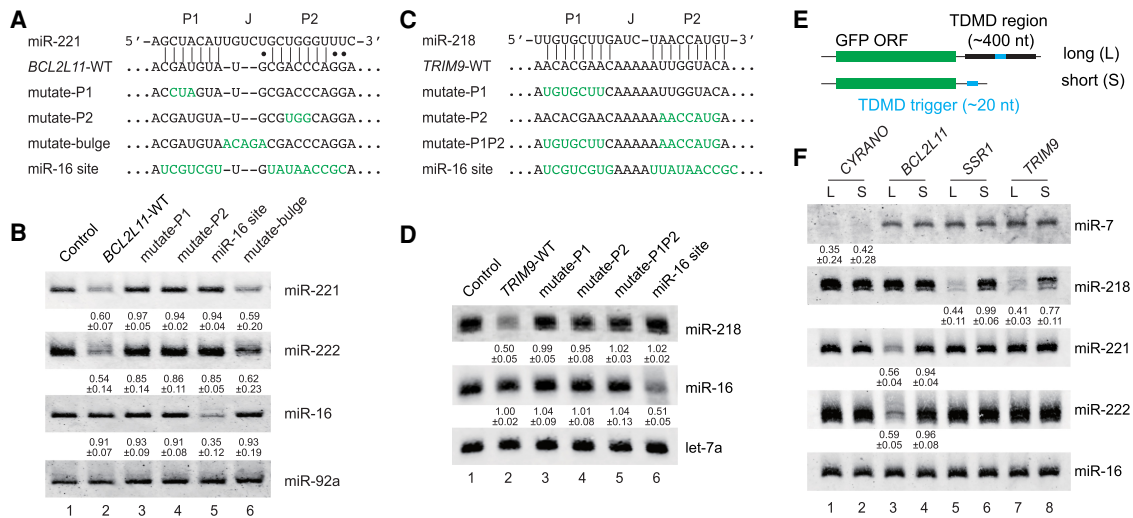 A
P1 J P2
miR-221 5′-AGCUACAUUGUCUGCUGGGUUUC-3′
BCL2L11-WT ...ACGAUGUA-U--GCGACCCAGGA...
mutate-P1 ...ACCUAGUA-U--GCGACCCAGGA...
mutate-P2 ...ACGAUGUA-U--GCGUGGCAGGA...
mutate-bulge ...ACGAUGUAACAGACGACCCAGGA...
miR-16 site ...AUCGUCGU-U--GUAUAACCGCA...
B
Control
BCL2L11-WT
mutate-P1
mutate-P2
miR-16 site
mutate-bulge
miR-221
0.60 0.97 0.94 0.94 0.59
±0.07 ±0.05 ±0.02 ±0.04 ±0.20
miR-222
0.54 0.85 0.86 0.85 0.62
±0.14 ±0.14 ±0.11 ±0.05 ±0.23
miR-16
0.91 0.93 0.91 0.35 0.93
±0.07 ±0.09 ±0.08 ±0.12 ±0.19
miR-92a
1 2 3 4 5 6
C
P1 J P2
miR-218 5′-UUGUGCUUGAUC-UAACCAUGU-3′
TRIM9-WT ...AACACGAACAAAAAUUGGUACA...
mutate-P1 ...AUGUGCUUCAAAAAUUGGUACA...
mutate-P2 ...AACACGAACAAAAAAACCAUGA...
mutate-P1P2 ...AUGUGCUUCAAAAAAACCAUGA...
miR-16 site ...AUCGUCGUGAAAAUUAUAACCGC...
D
Control
TRIM9-WT
mutate-P1
mutate-P2
mutate-P1P2
miR-16 site
miR-218
0.50 0.99 0.95 1.02 1.02
±0.05 ±0.05 ±0.08 ±0.03 ±0.02
miR-16
1.00 1.04 1.01 1.04 0.51
±0.02 ±0.09 ±0.08 ±0.13 ±0.05
let-7a
1 2 3 4 5 6
E
TDMD region
GFP ORF (~400 nt)
long (L)
short (S)
TDMD trigger (~20 nt)
F
CYRANO BCL2L11 SSR1 TRIM9
L S L S L S L S
miR-7
0.35 0.42
±0.24 ±0.28
miR-218
0.44 0.99 0.41 0.77
±0.11 ±0.06 ±0.03 ±0.11
miR-221
0.56 0.94
±0.04 ±0.04
miR-222
0.59 0.96
±0.05 ±0.08
miR-16
1 2 3 4 5 6 7 8